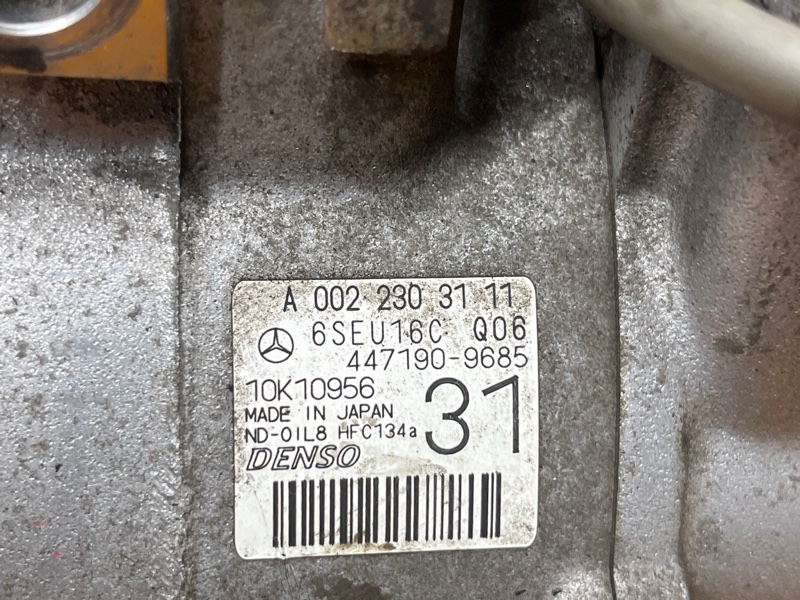 A 002 230 31 11
6SEU16C Q06
447190-9685
10K10956
31
MADE IN JAPAN
ND-OIL8 HFC134a
DENSO